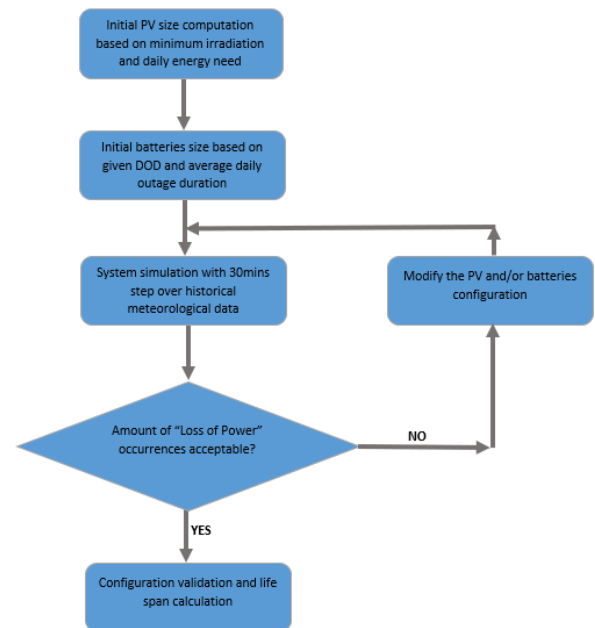 Initial PV size computation
based on minimum irradiation
and daily energy need
Initial batteries size based on
given DOD and average daily
outage duration
System simulation with 30mins
step over historical
meteorological data
Modify the PV and/or batteries
configuration
Amount of “Loss of Power”
occurrences acceptable?
NO
YES
Configuration validation and life
span calculation